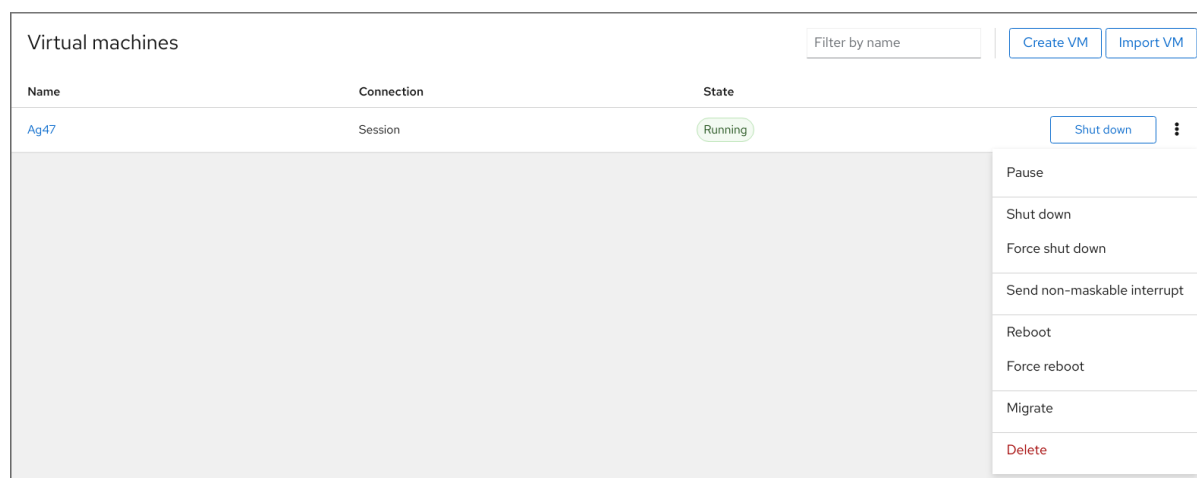 Virtual machines Filter by name Create VM Import VM
Name Connection State
Ag47 Session Running Shut down
Pause
Shut down
Force shut down
Send non-maskable interrupt
Reboot
Force reboot
Migrate
Delete